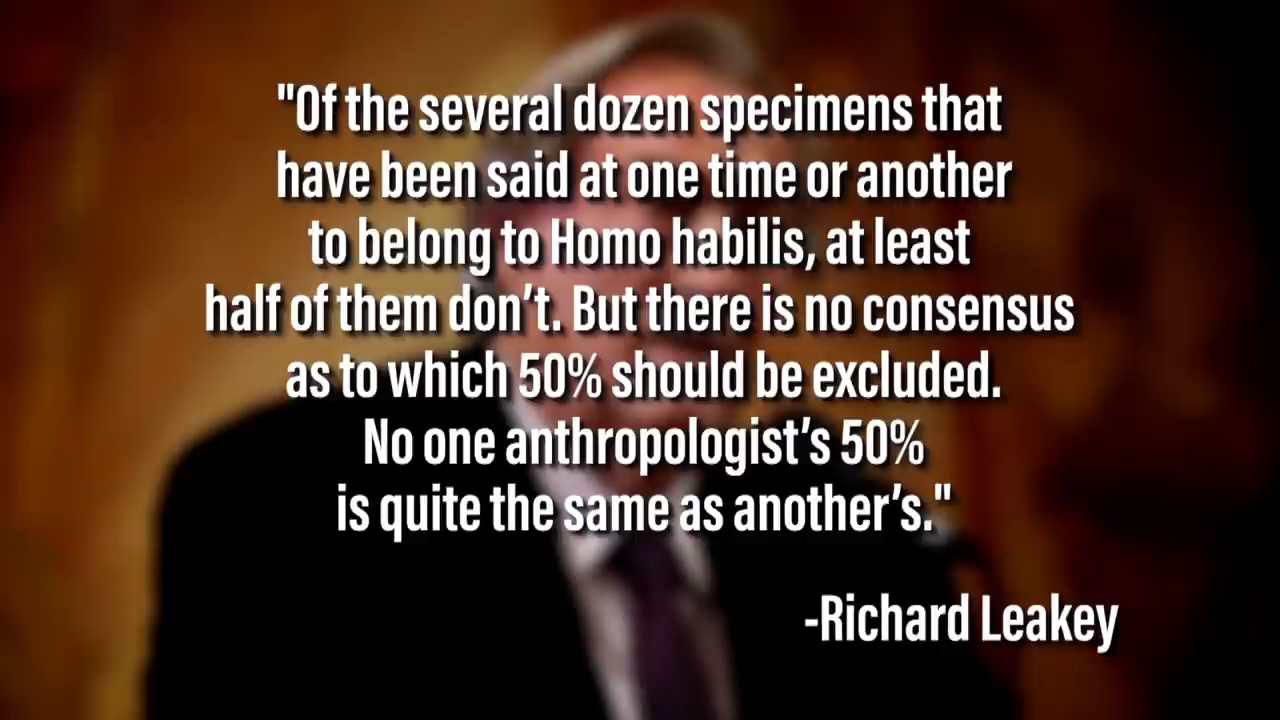 "Of the several dozen specimens that
have been said at one time or another
to belong to Homo habilis, at least
half of them don’t. But there is no consensus
as to which 50% should be excluded.
No one anthropologist’s 50%
is quite the same as another’s."
-Richard Leakey